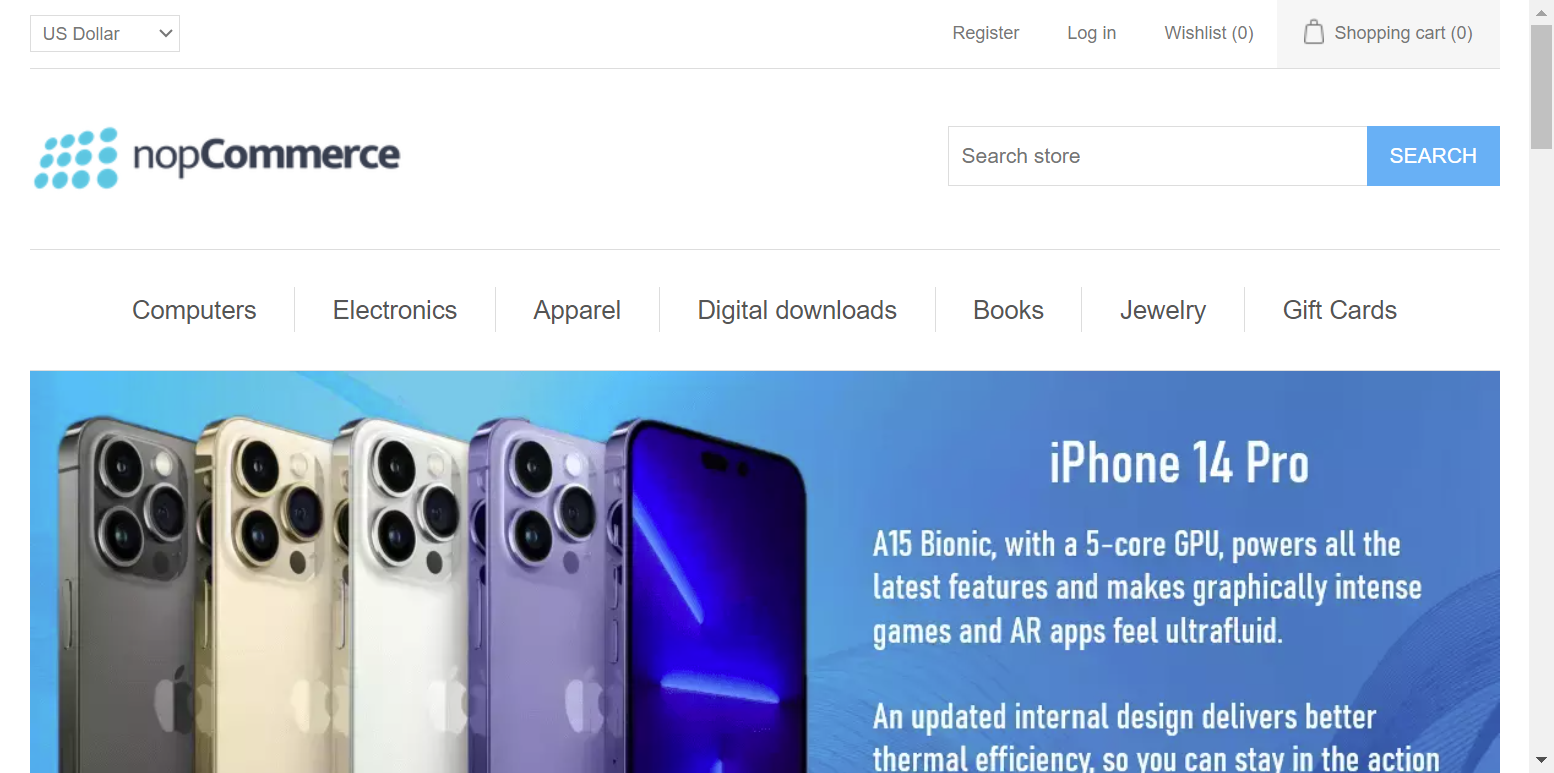 US Dollar
Register
Log in
Wishlist (0)
Shopping cart (0)
nopCommerce
Search store
SEARCH
Computers
Electronics
Apparel
Digital downloads
Books
Jewelry
Gift Cards
iPhone 14 Pro
A15 Bionic, with a 5-core GPU, powers all the
latest features and makes graphically intense
games and AR apps feel ultrafluid.
An updated internal design delivers better
thermal efficiency, so you can stay in the action